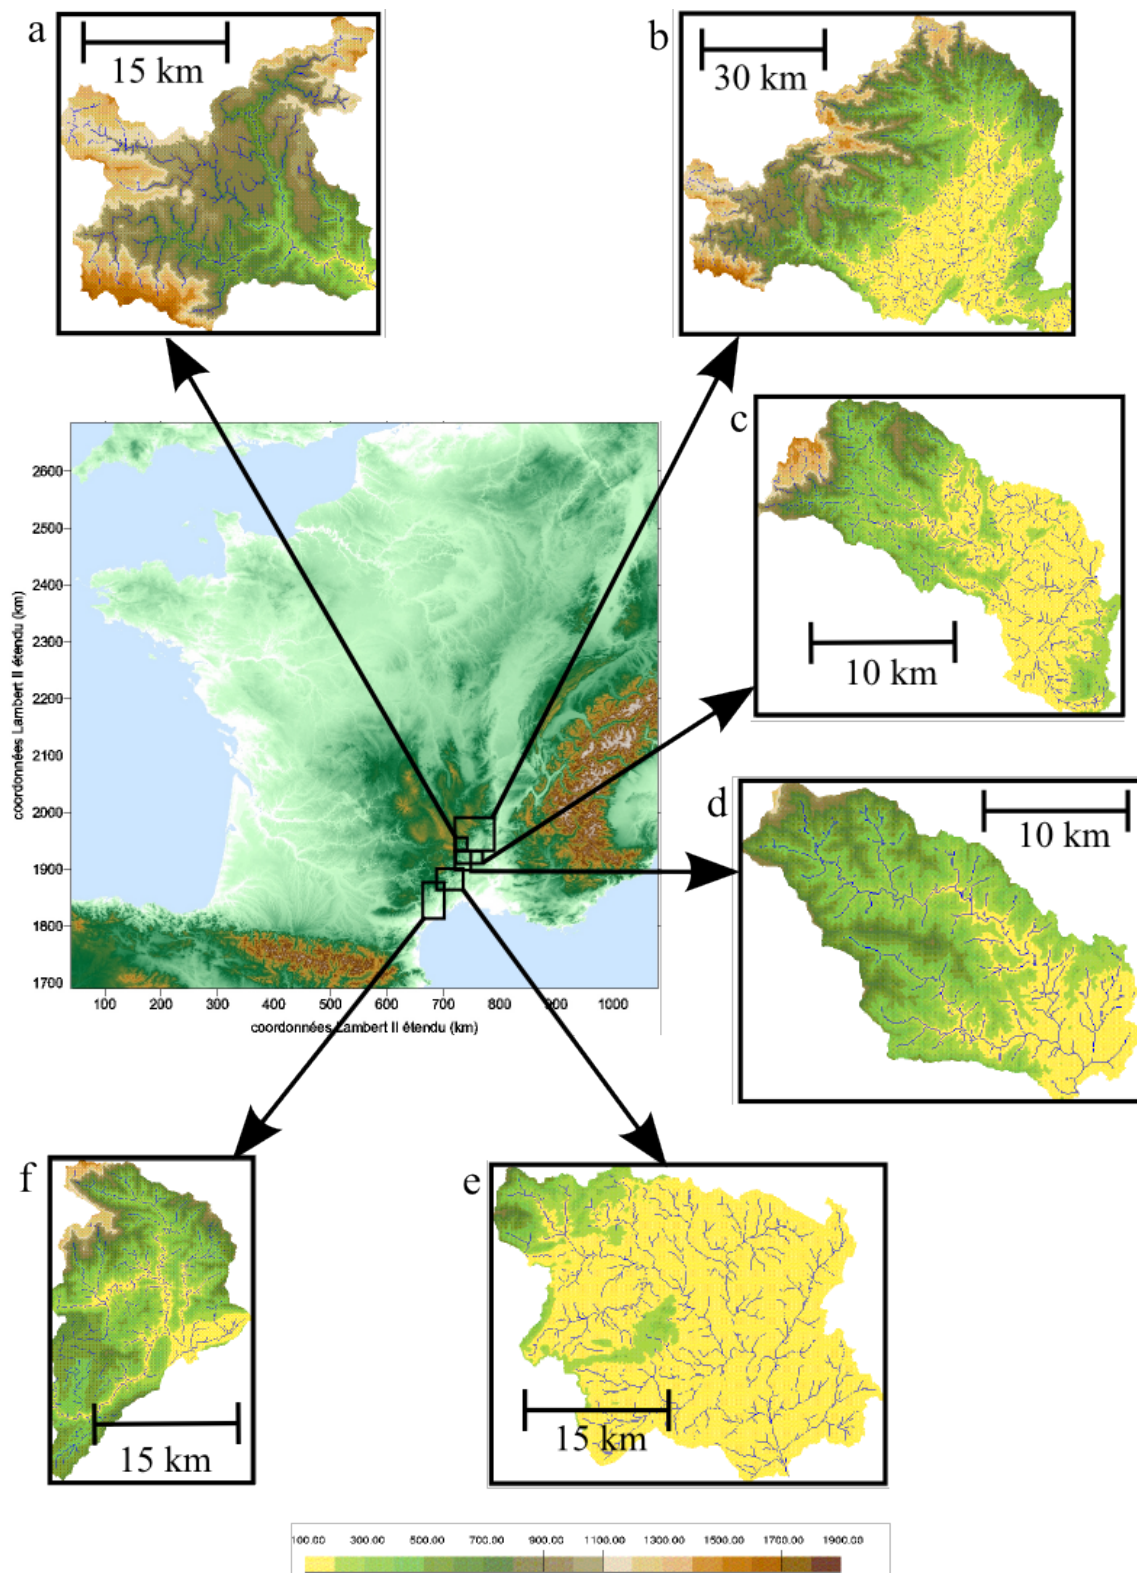 a
15 km
b
30 km
c
10 km
d
10 km
2600
2500
2400
2300
2200
2100
2000
1900
1800
1700
coordonnées Lambert II étendu (km)
100 200 300 400 500 600 700 800 900 1000
coordonnées Lambert II étendu (km)
f
15 km
e
15 km
100.00 300.00 500.00 700.00 900.00 1100.00 1300.00 1500.00 1700.00 1900.00